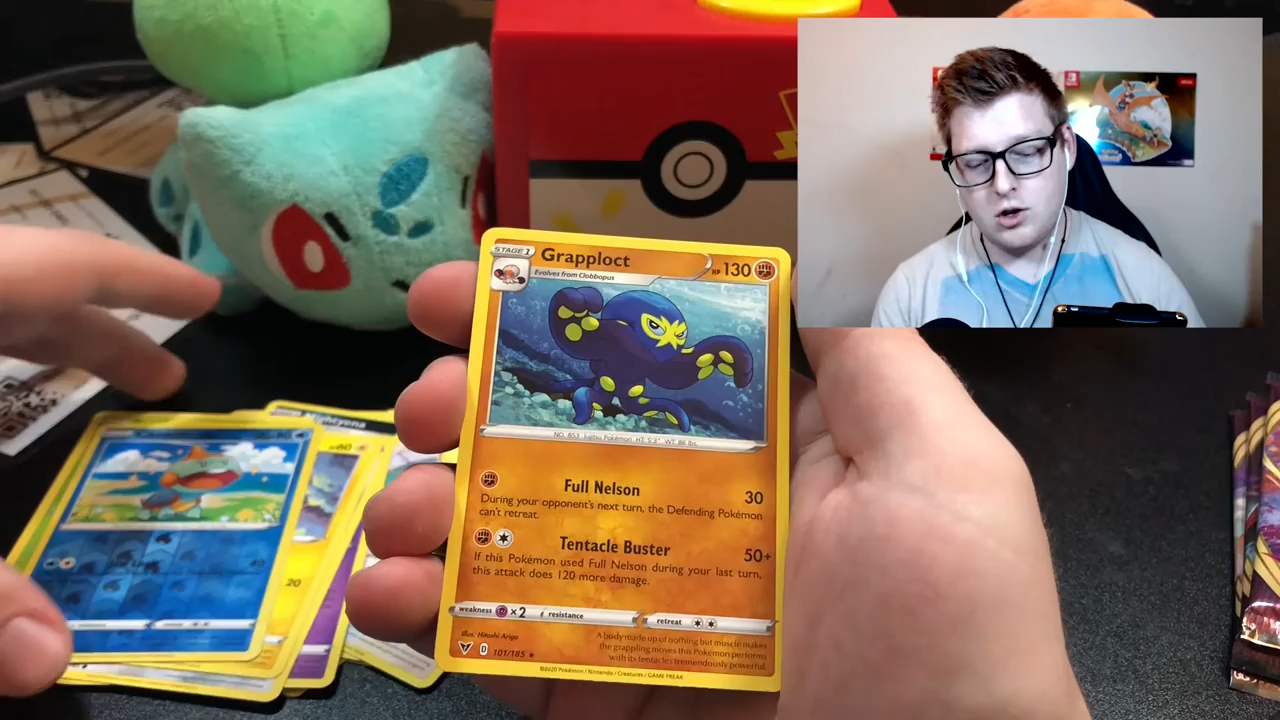 STAGE 1
Grapploct
HP 130
Evolves from Clobbopus
NO. 853 Jujitsu Pokémon HT: 5'3" WT: 86 lbs.
Full Nelson 30
During your opponent's next turn, the Defending Pokémon
can't retreat.
Tentacle Buster 50+
If this Pokémon used Full Nelson during your last turn,
this attack does 120 more damage.
weakness ×2 resistance retreat
Illus. Hitoshi Ariga
D 101/185 ★
A body made up of nothing but muscle makes
the grappling moves this Pokémon performs
with its tentacles tremendously powerful.
©2020 Pokémon / Nintendo / Creatures / GAME FREAK
60
40
20